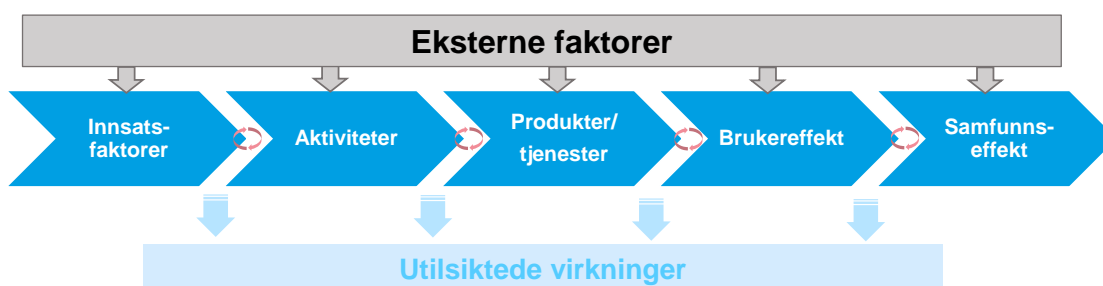 Eksterne faktorer
Innsats-
faktorer
Aktiviteter
Produkter/
tjenester
Brukereffekt
Samfunns-
effekt
Utilsiktede virkninger